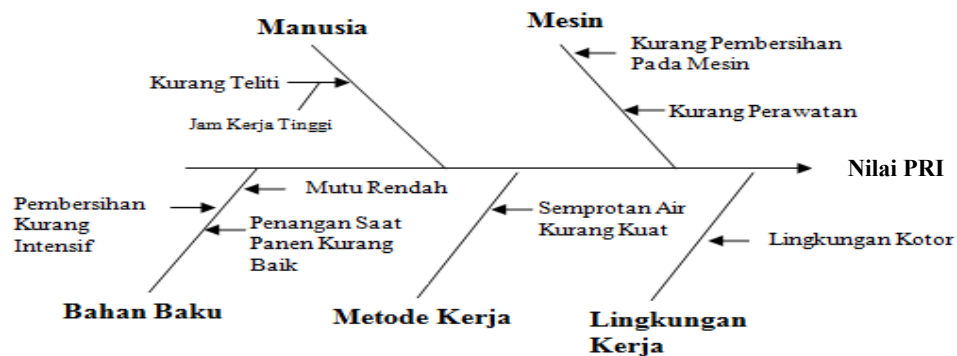 Manusia
Mesin
Kurang Pembersihan
Pada Mesin
Kurang Teliti
Jam Kerja Tinggi
Kurang Perawatan
Nilai PRI
Mutu Rendah
Pembersihan
Kurang
Intensif
Penangan Saat
Panen Kurang
Baik
Semprotan Air
Kurang Kuat
Lingkungan Kotor
Bahan Baku
Metode Kerja
Lingkungan
Kerja